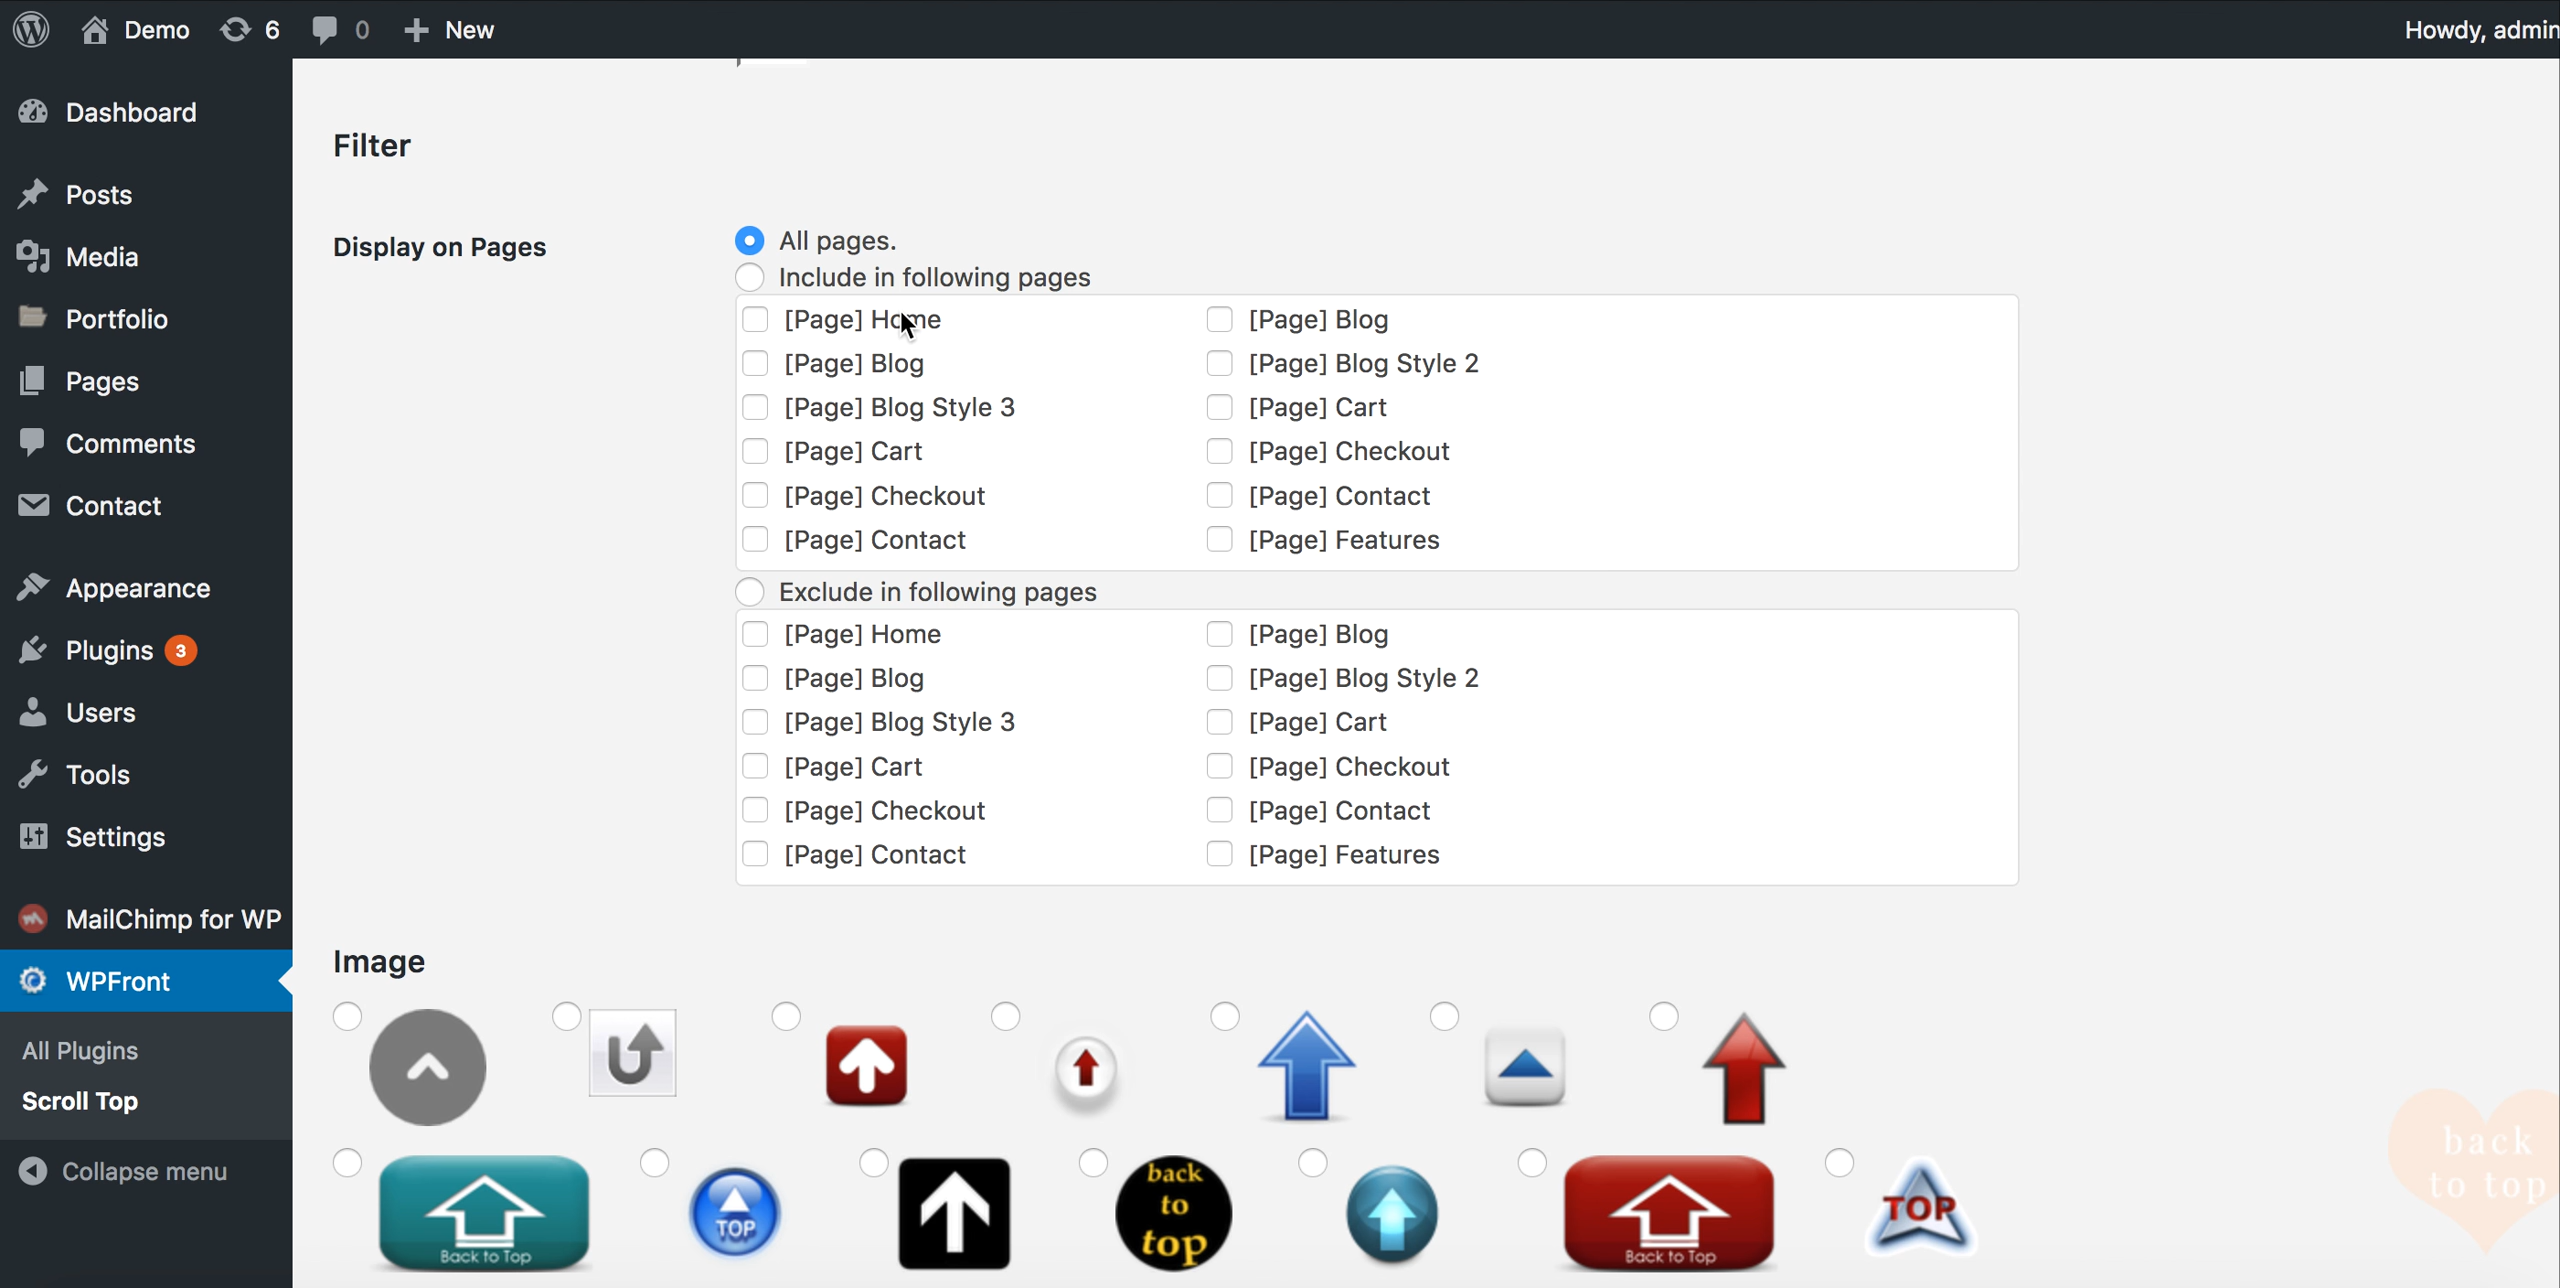 Demo 6 0 New Howdy, admin
Dashboard
Posts
Media
Portfolio
Pages
Comments
Contact
Appearance
Plugins 3
Users
Tools
Settings
MailChimp for WP
WPFront
All Plugins
Scroll Top
Collapse menu
Filter
Display on Pages
All pages.
Include in following pages
[Page] Home [Page] Blog
[Page] Blog [Page] Blog Style 2
[Page] Blog Style 3 [Page] Cart
[Page] Cart [Page] Checkout
[Page] Checkout [Page] Contact
[Page] Contact [Page] Features
Exclude in following pages
[Page] Home [Page] Blog
[Page] Blog [Page] Blog Style 2
[Page] Blog Style 3 [Page] Cart
[Page] Cart [Page] Checkout
[Page] Checkout [Page] Contact
[Page] Contact [Page] Features
Image
Back to Top
TOP
back
to
top
Back to Top
TOP
back
to top